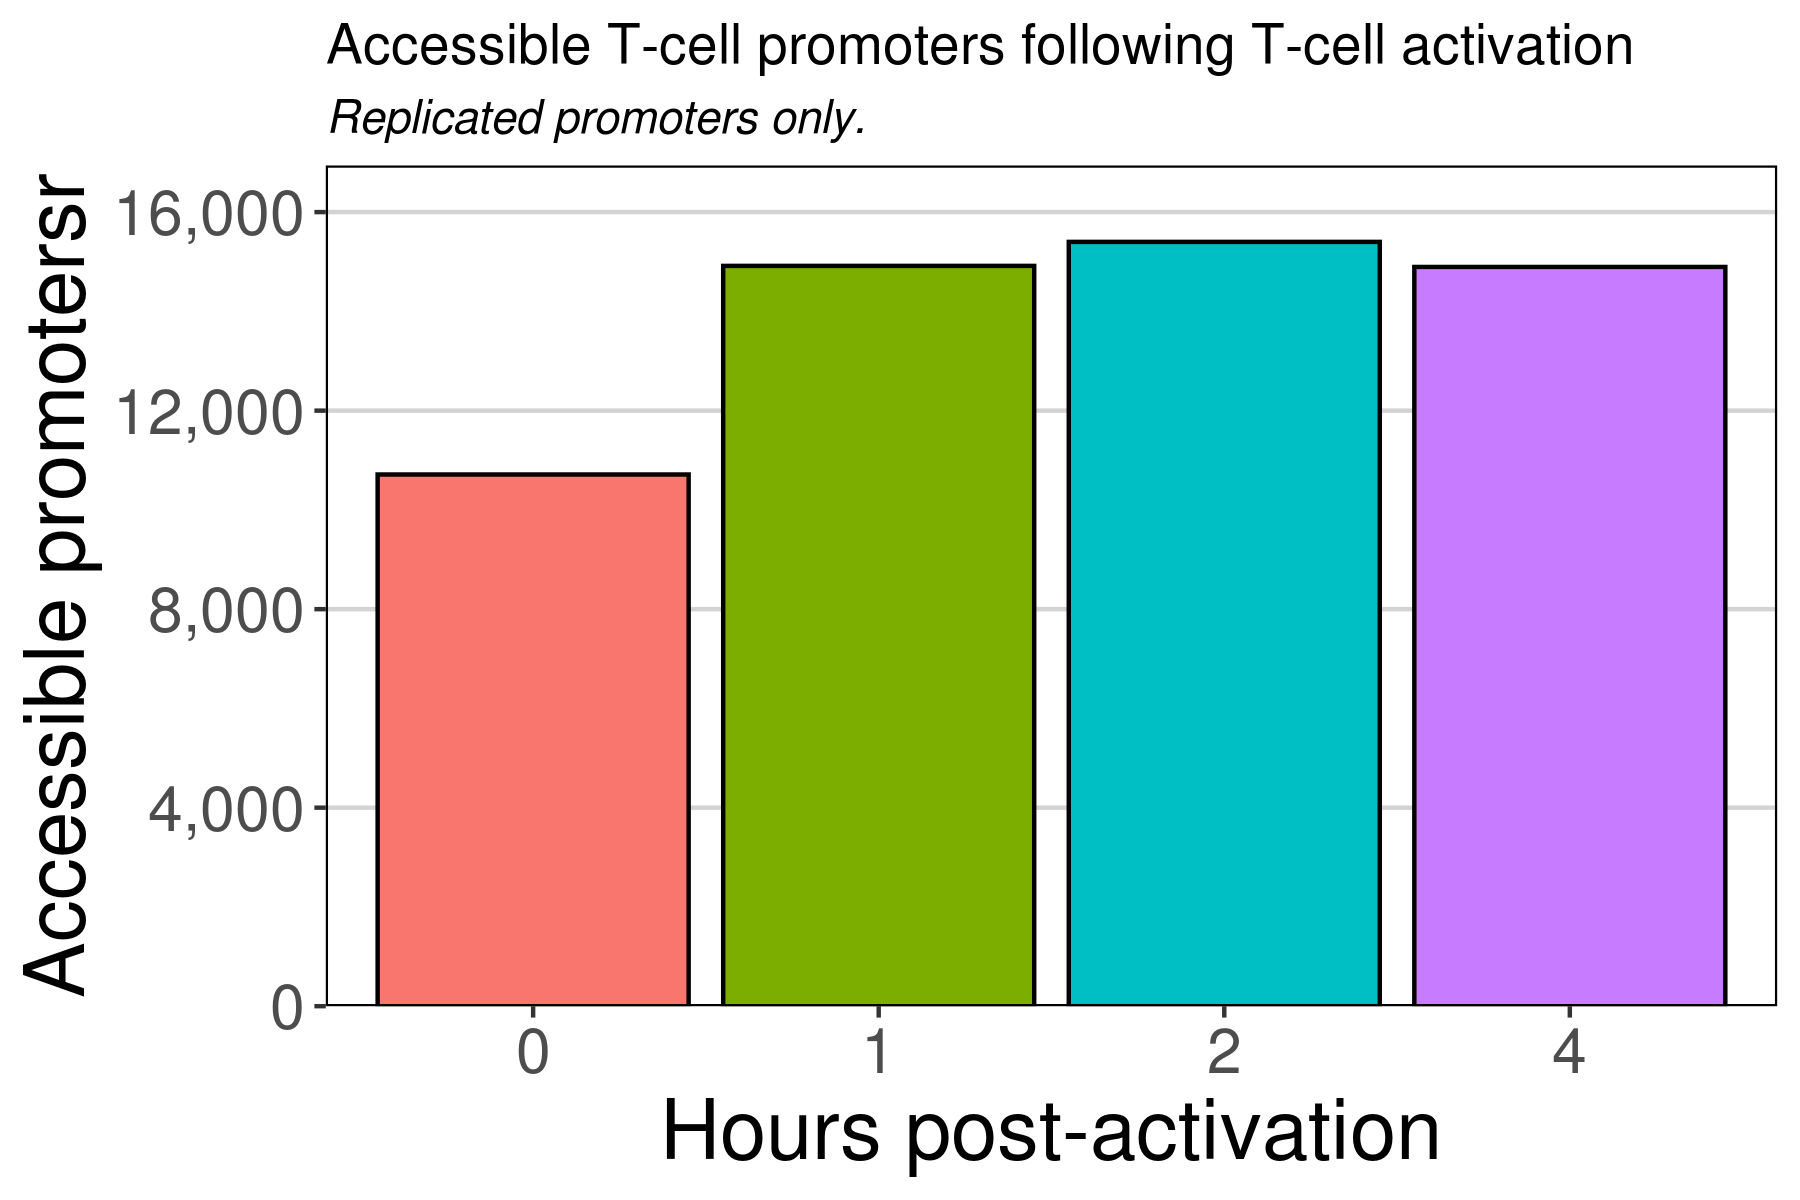 Accessible T-cell promoters following T-cell activation
Replicated promoters only.
Accessible promotersr
16,000
12,000
8,000
4,000
0
0 1 2 4
Hours post-activation